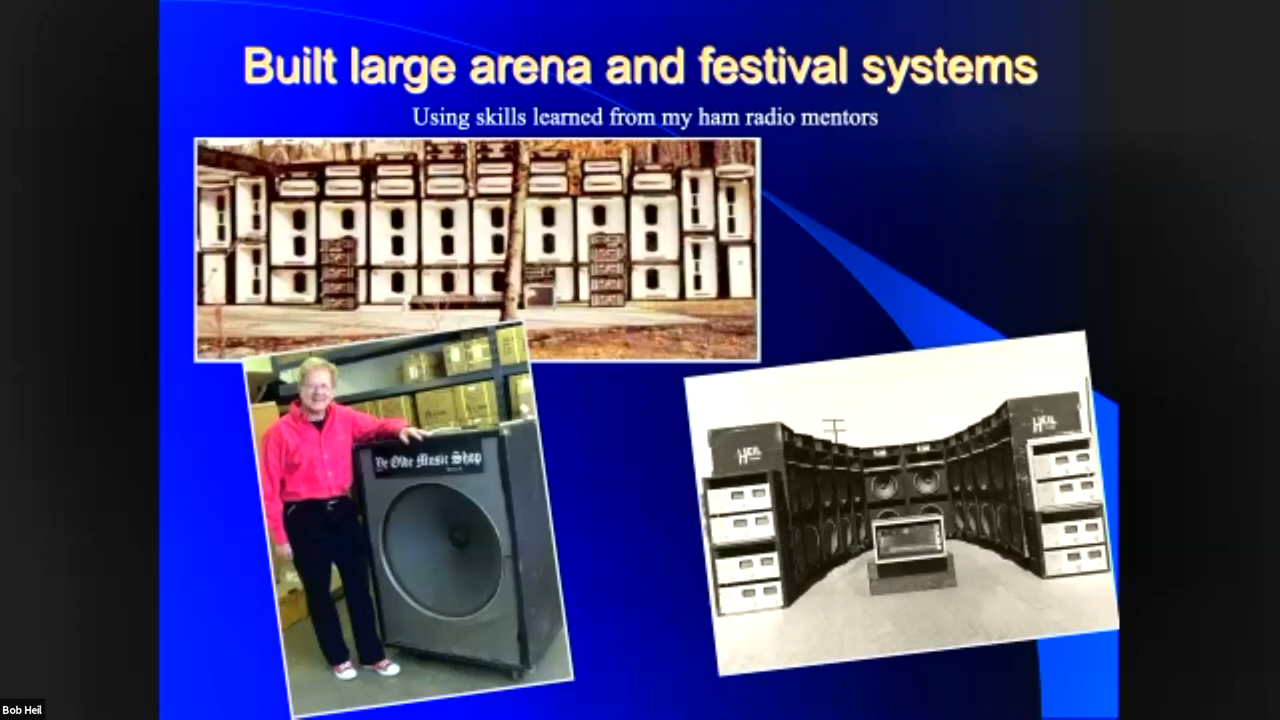 Built large arena and festival systems
Using skills learned from my ham radio mentors
Ye Olde Music Shop
HEIL
HEIL
Bob Heil